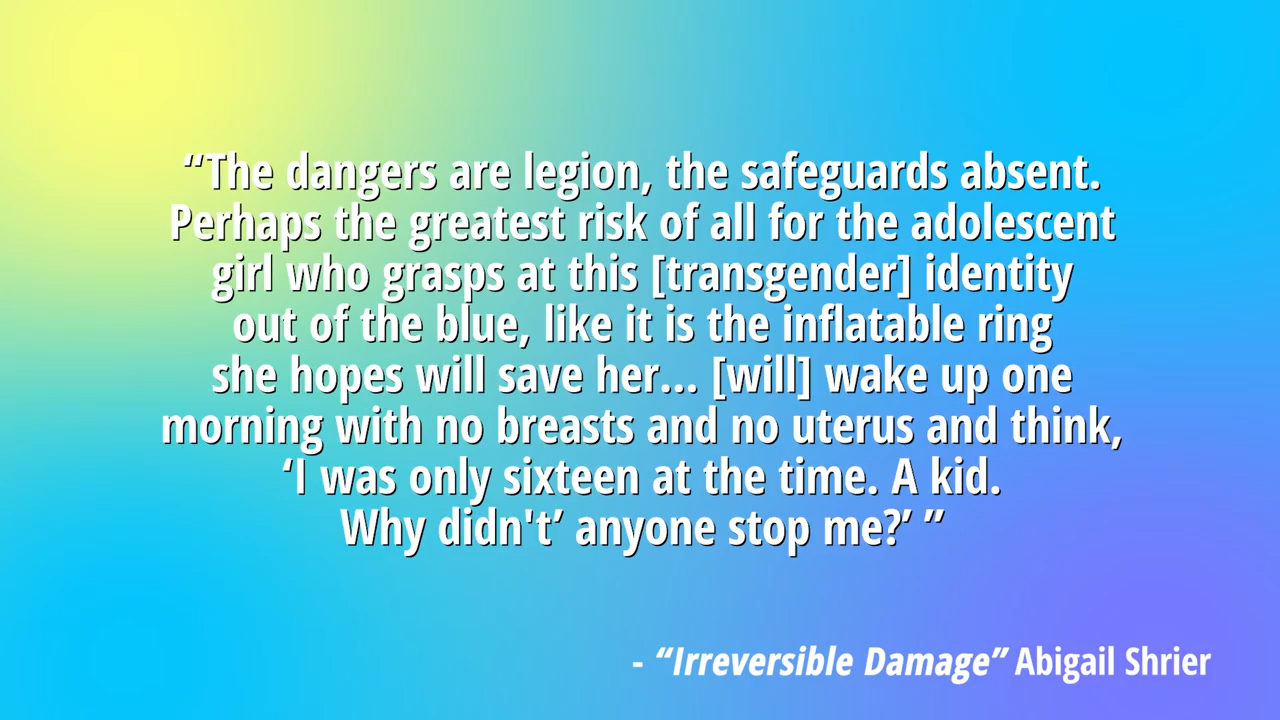 “The dangers are legion, the safeguards absent.
Perhaps the greatest risk of all for the adolescent
girl who grasps at this [transgender] identity
out of the blue, like it is the inflatable ring
she hopes will save her... [will] wake up one
morning with no breasts and no uterus and think,
‘I was only sixteen at the time. A kid.
Why didn't’ anyone stop me?’ ”
- “Irreversible Damage” Abigail Shrier